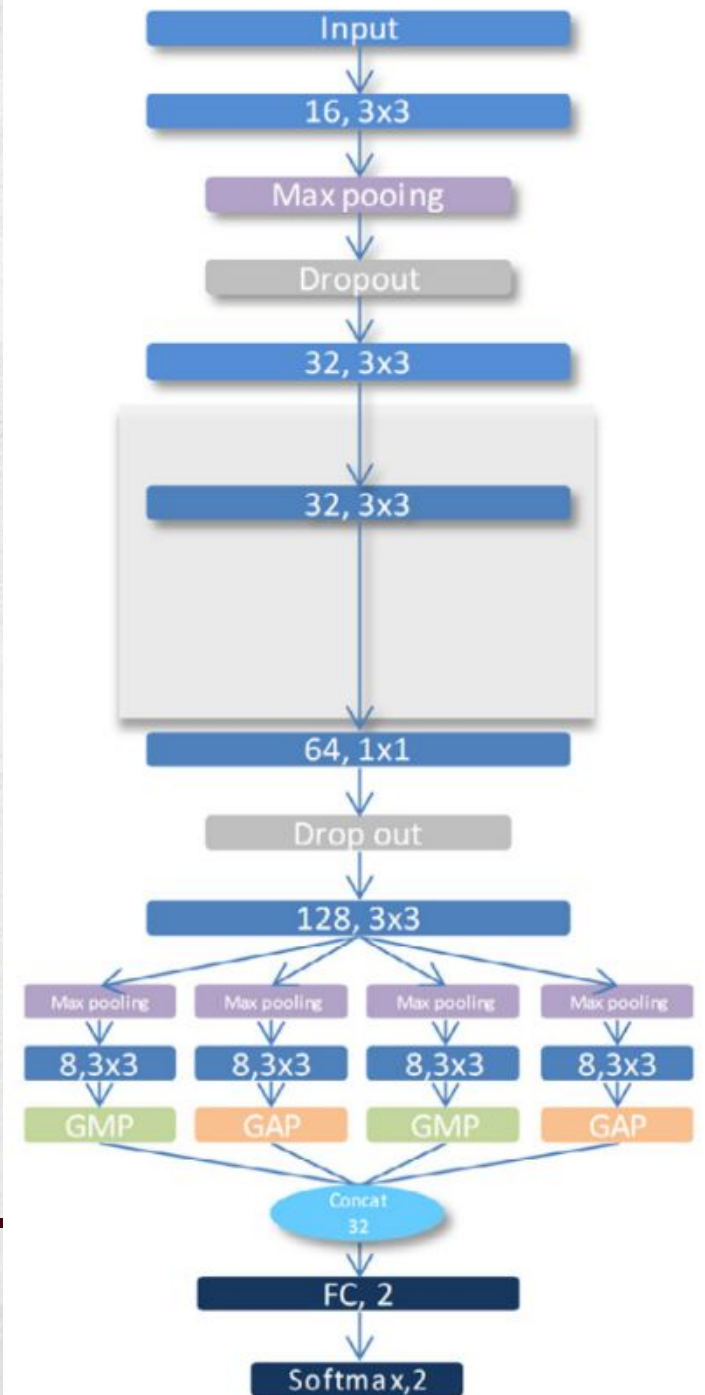 Input
16, 3x3
Max pooing
Dropout
32, 3x3
32, 3x3
64, 1x1
Drop out
128, 3x3
Max pooling Max pooling Max pooling Max pooling
8,3x3 8,3x3 8,3x3 8,3x3
GMP GAP GMP GAP
Concat
32
FC, 2
Softmax,2